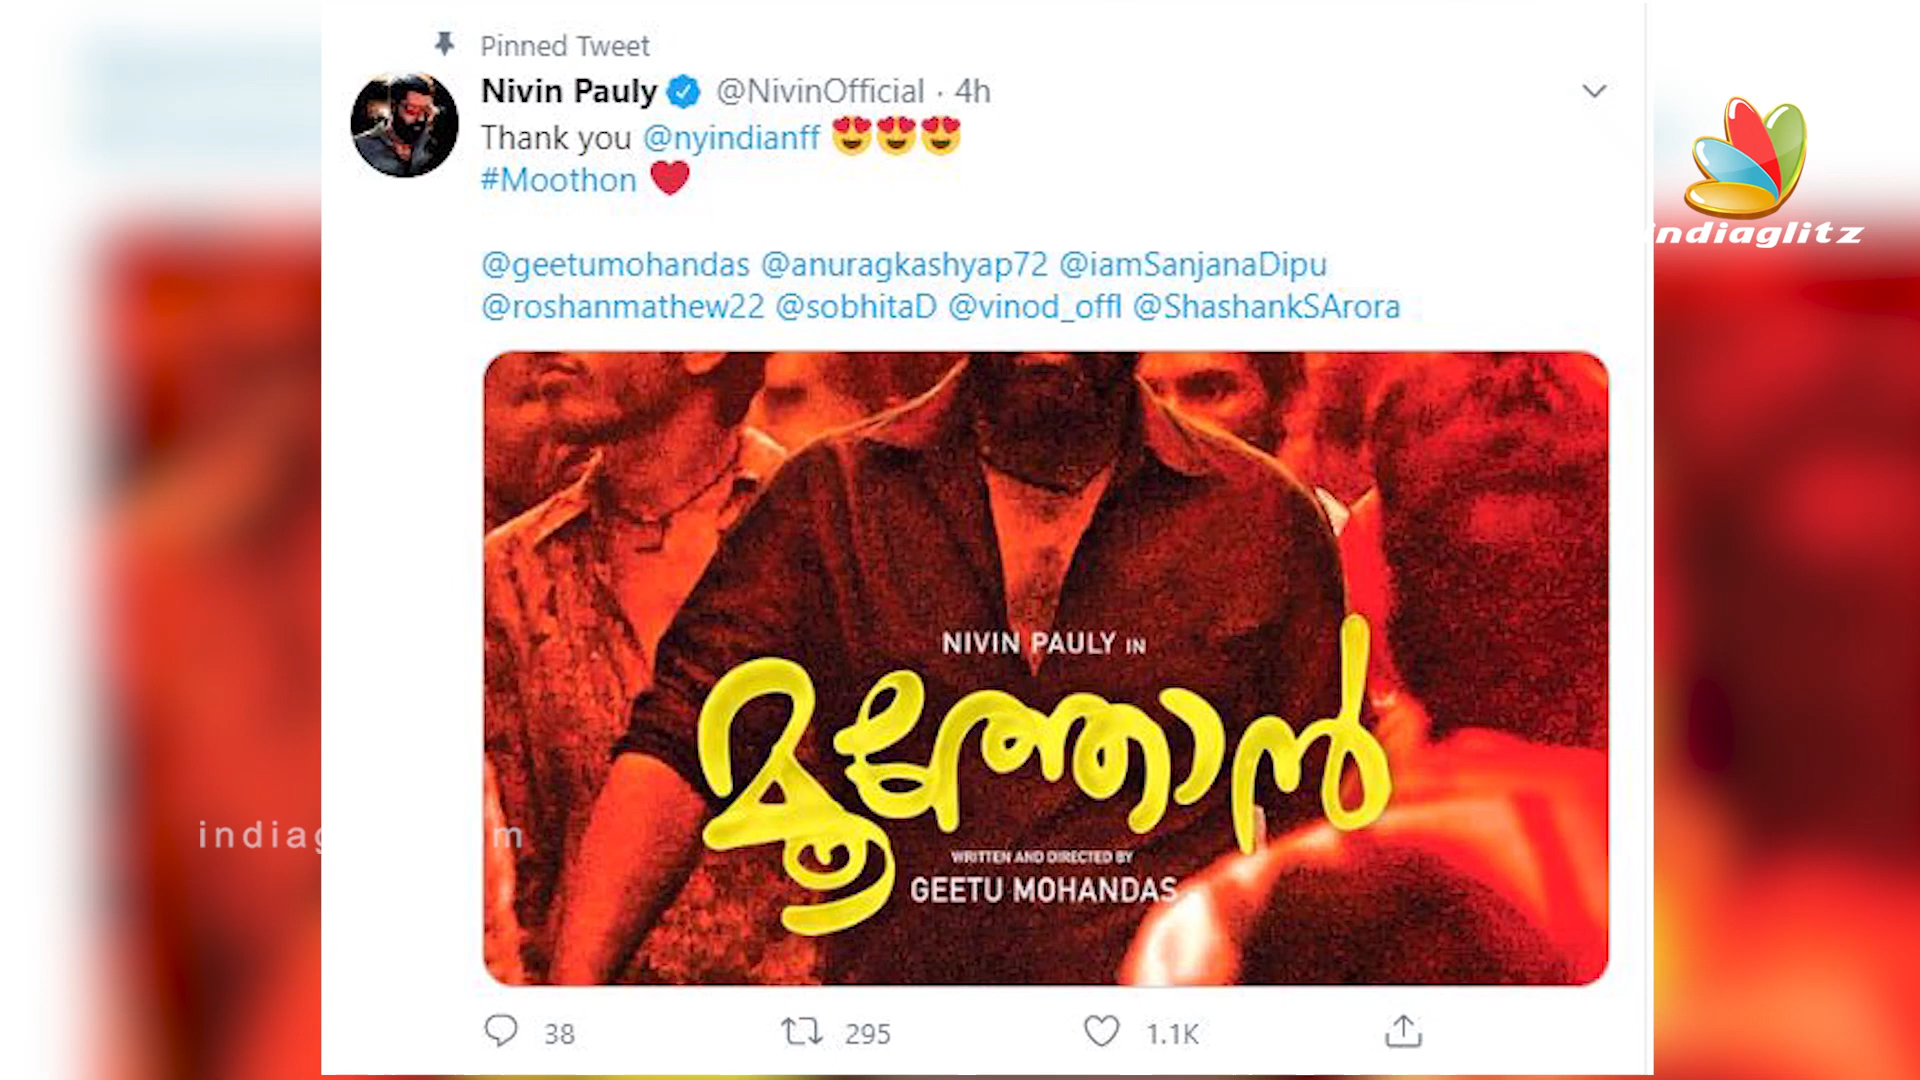 Pinned Tweet
Nivin Pauly @NivinOfficial · 4h
Thank you @nyindianff 😍😍😍
#Moothon ❤️
@geetumohandas @anuragkashyap72 @iamSanjanaDipu
@roshanmathew22 @sobhitaD @vinod_offl @ShashankSArora
indiaglitz
NIVIN PAULY IN
മൂത്തോൻ
WRITTEN AND DIRECTED BY
GEETU MOHANDAS
38 295 1.1K